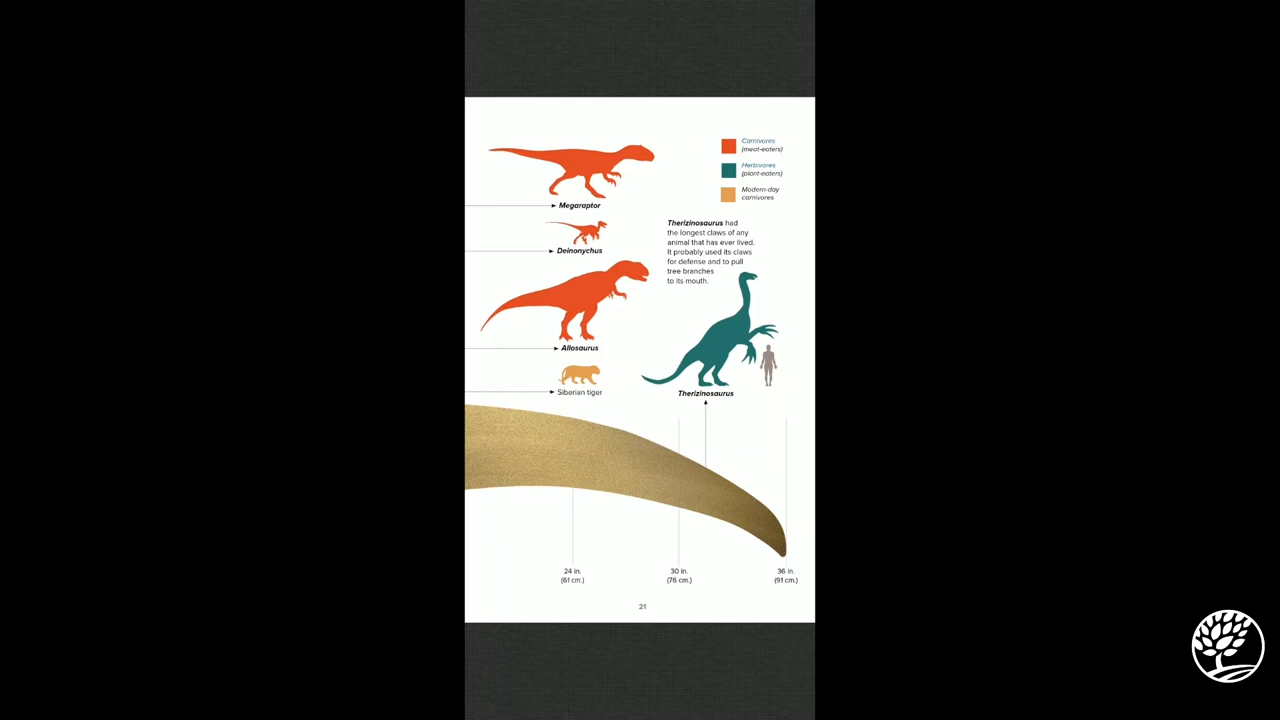 Carnivores
(meat-eaters)
Herbivores
(plant-eaters)
Modern-day
carnivores
Megaraptor
Therizinosaurus had
the longest claws of any
animal that has ever lived.
It probably used its claws
for defense and to pull
tree branches
to its mouth.
Deinonychus
Allosaurus
Siberian tiger
Therizinosaurus
24 in.
(61 cm.)
30 in.
(76 cm.)
36 in.
(91 cm.)
21